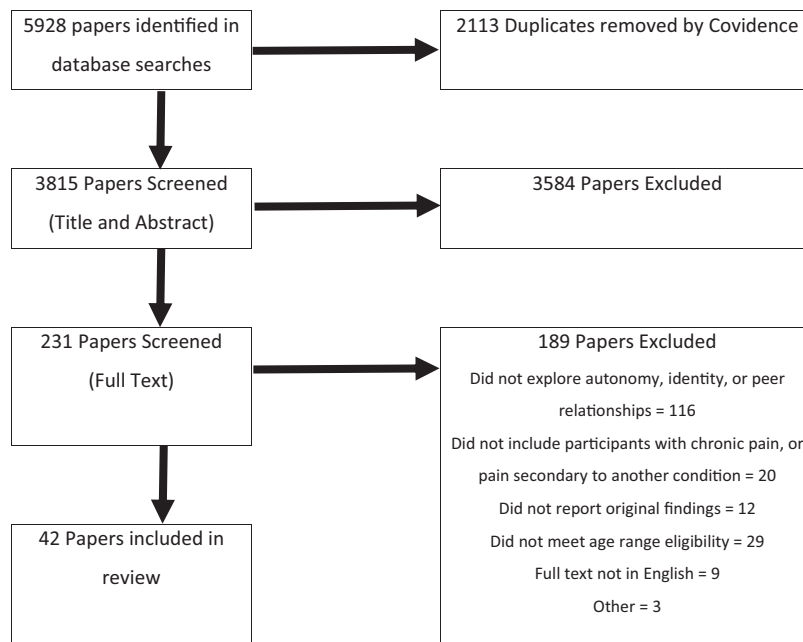 5928 papers identified in
database searches
2113 Duplicates removed by Covidence
3815 Papers Screened
(Title and Abstract)
3584 Papers Excluded
231 Papers Screened
(Full Text)
189 Papers Excluded
Did not explore autonomy, identity, or peer
relationships = 116
Did not include participants with chronic pain, or
pain secondary to another condition = 20
Did not report original findings = 12
Did not meet age range eligibility = 29
Full text not in English = 9
Other = 3
42 Papers included in
review